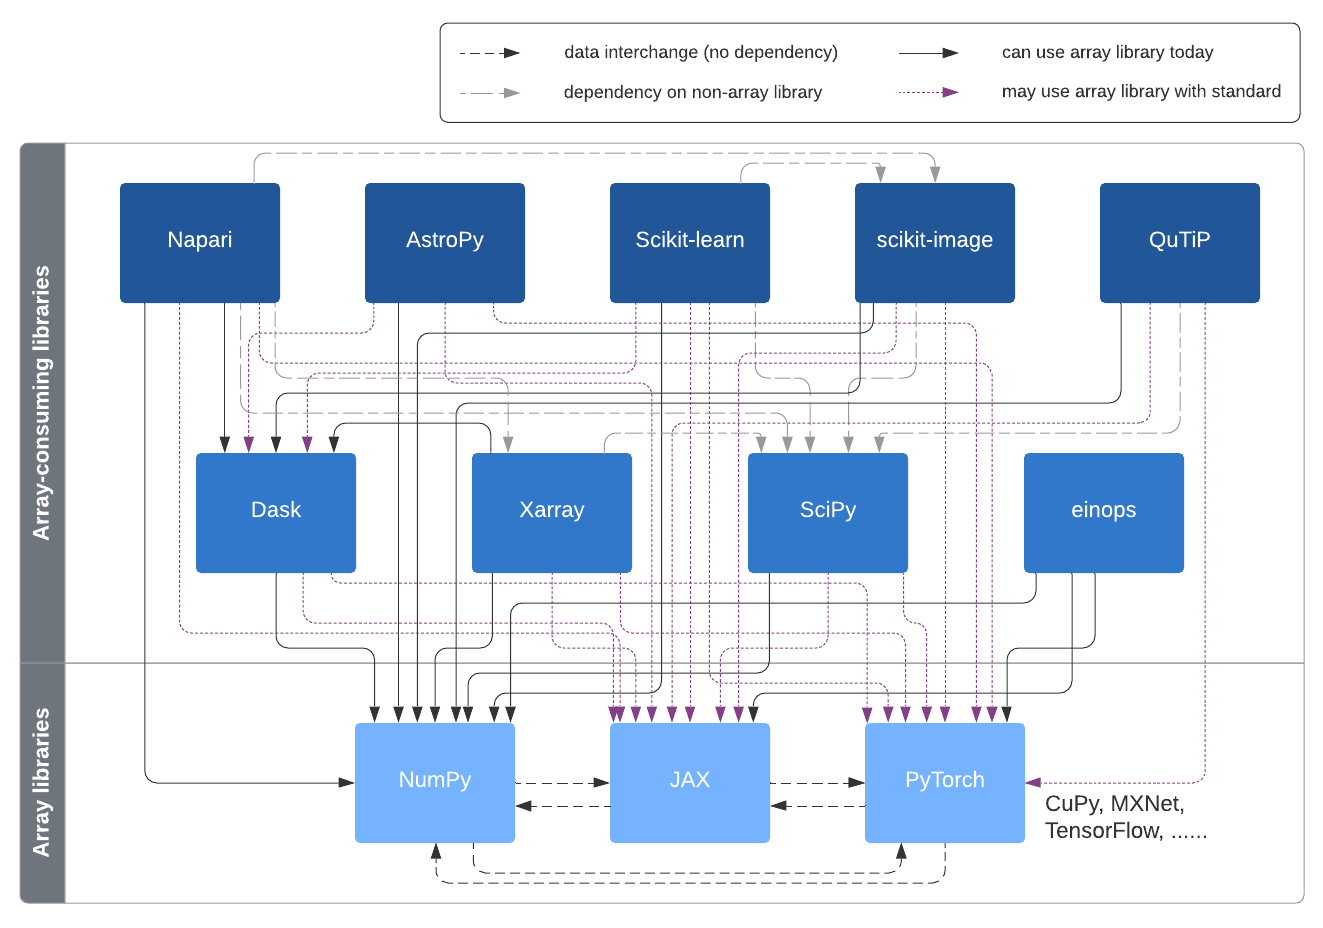 data interchange (no dependency)
can use array library today
dependency on non-array library
may use array library with standard
Array-consuming libraries
Napari
AstroPy
Scikit-learn
scikit-image
QuTiP
Dask
Xarray
SciPy
einops
Array libraries
NumPy
JAX
PyTorch
CuPy, MXNet,
TensorFlow, ......